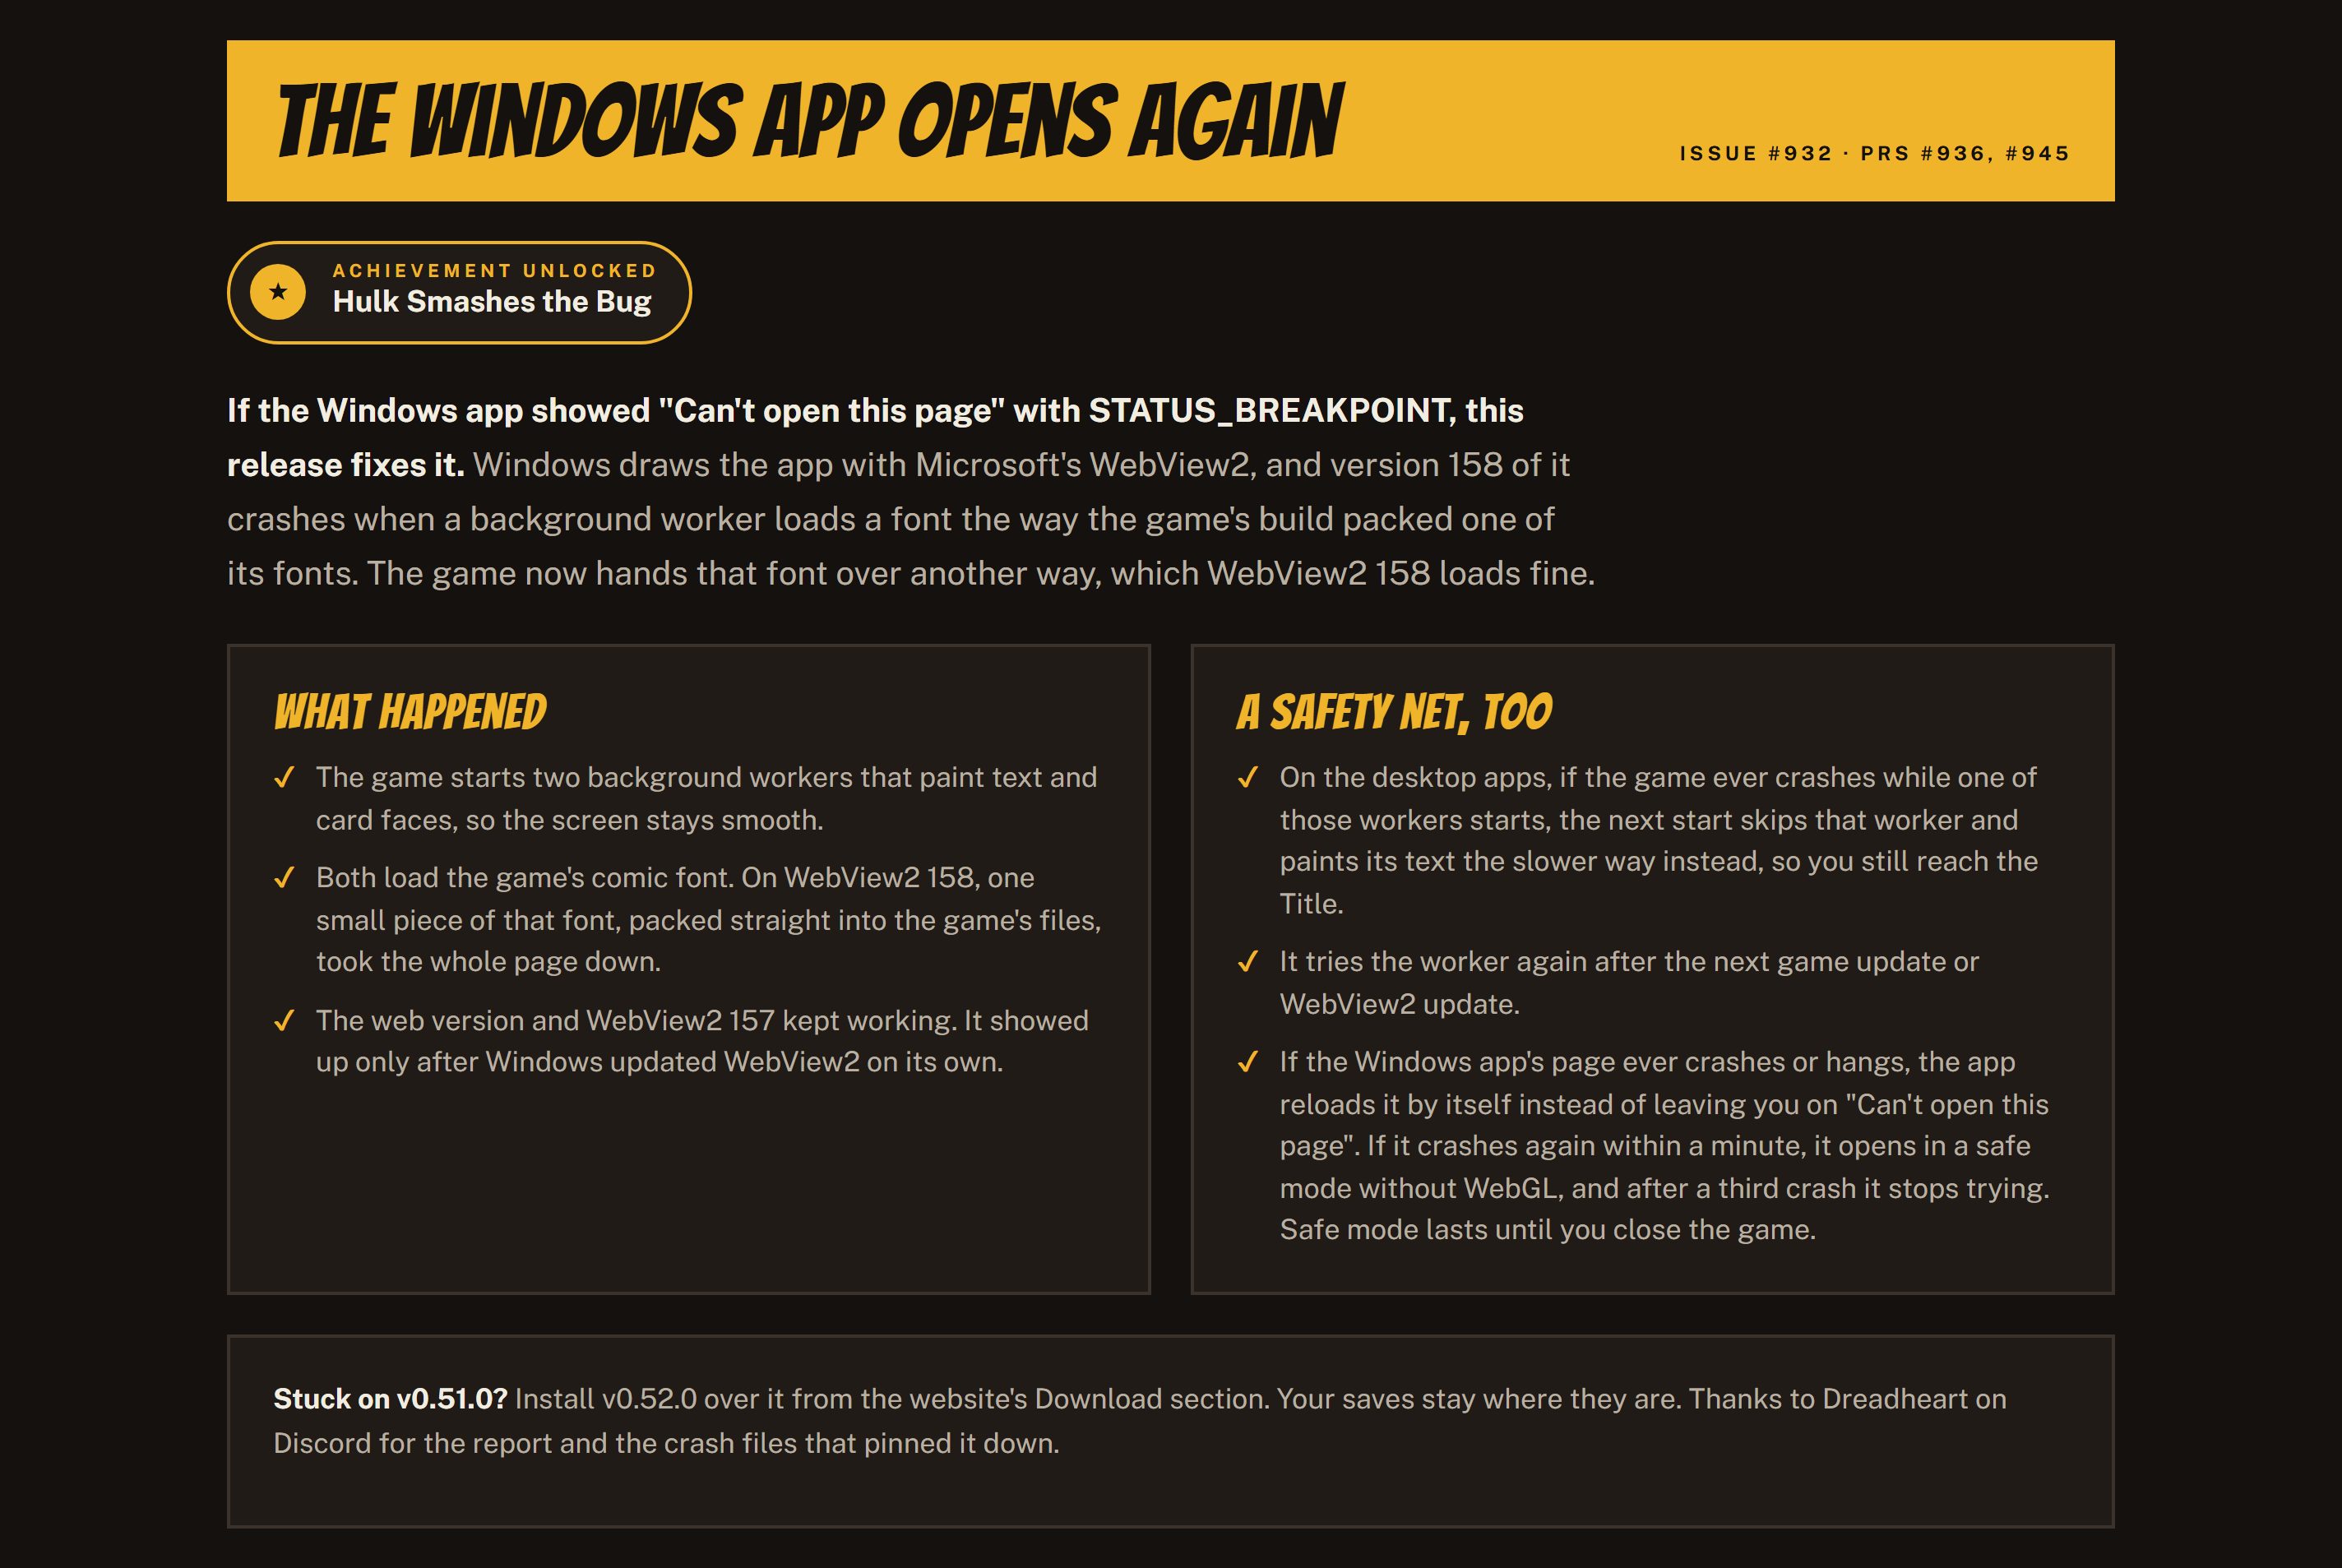 THE WINDOWS APP OPENS AGAIN
ISSUE #932 · PRS #936, #945
★
ACHIEVEMENT UNLOCKED
Hulk Smashes the Bug
If the Windows app showed "Can't open this page" with STATUS_BREAKPOINT, this
release fixes it. Windows draws the app with Microsoft's WebView2, and version 158 of it
crashes when a background worker loads a font the way the game's build packed one of
its fonts. The game now hands that font over another way, which WebView2 158 loads fine.
WHAT HAPPENED
✓ The game starts two background workers that paint text and
card faces, so the screen stays smooth.
✓ Both load the game's comic font. On WebView2 158, one
small piece of that font, packed straight into the game's files,
took the whole page down.
✓ The web version and WebView2 157 kept working. It showed
up only after Windows updated WebView2 on its own.
A SAFETY NET, TOO
✓ On the desktop apps, if the game ever crashes while one of
those workers starts, the next start skips that worker and
paints its text the slower way instead, so you still reach the
Title.
✓ It tries the worker again after the next game update or
WebView2 update.
✓ If the Windows app's page ever crashes or hangs, the app
reloads it by itself instead of leaving you on "Can't open this
page". If it crashes again within a minute, it opens in a safe
mode without WebGL, and after a third crash it stops trying.
Safe mode lasts until you close the game.
Stuck on v0.51.0? Install v0.52.0 over it from the website's Download section. Your saves stay where they are. Thanks to Dreadheart on
Discord for the report and the crash files that pinned it down.